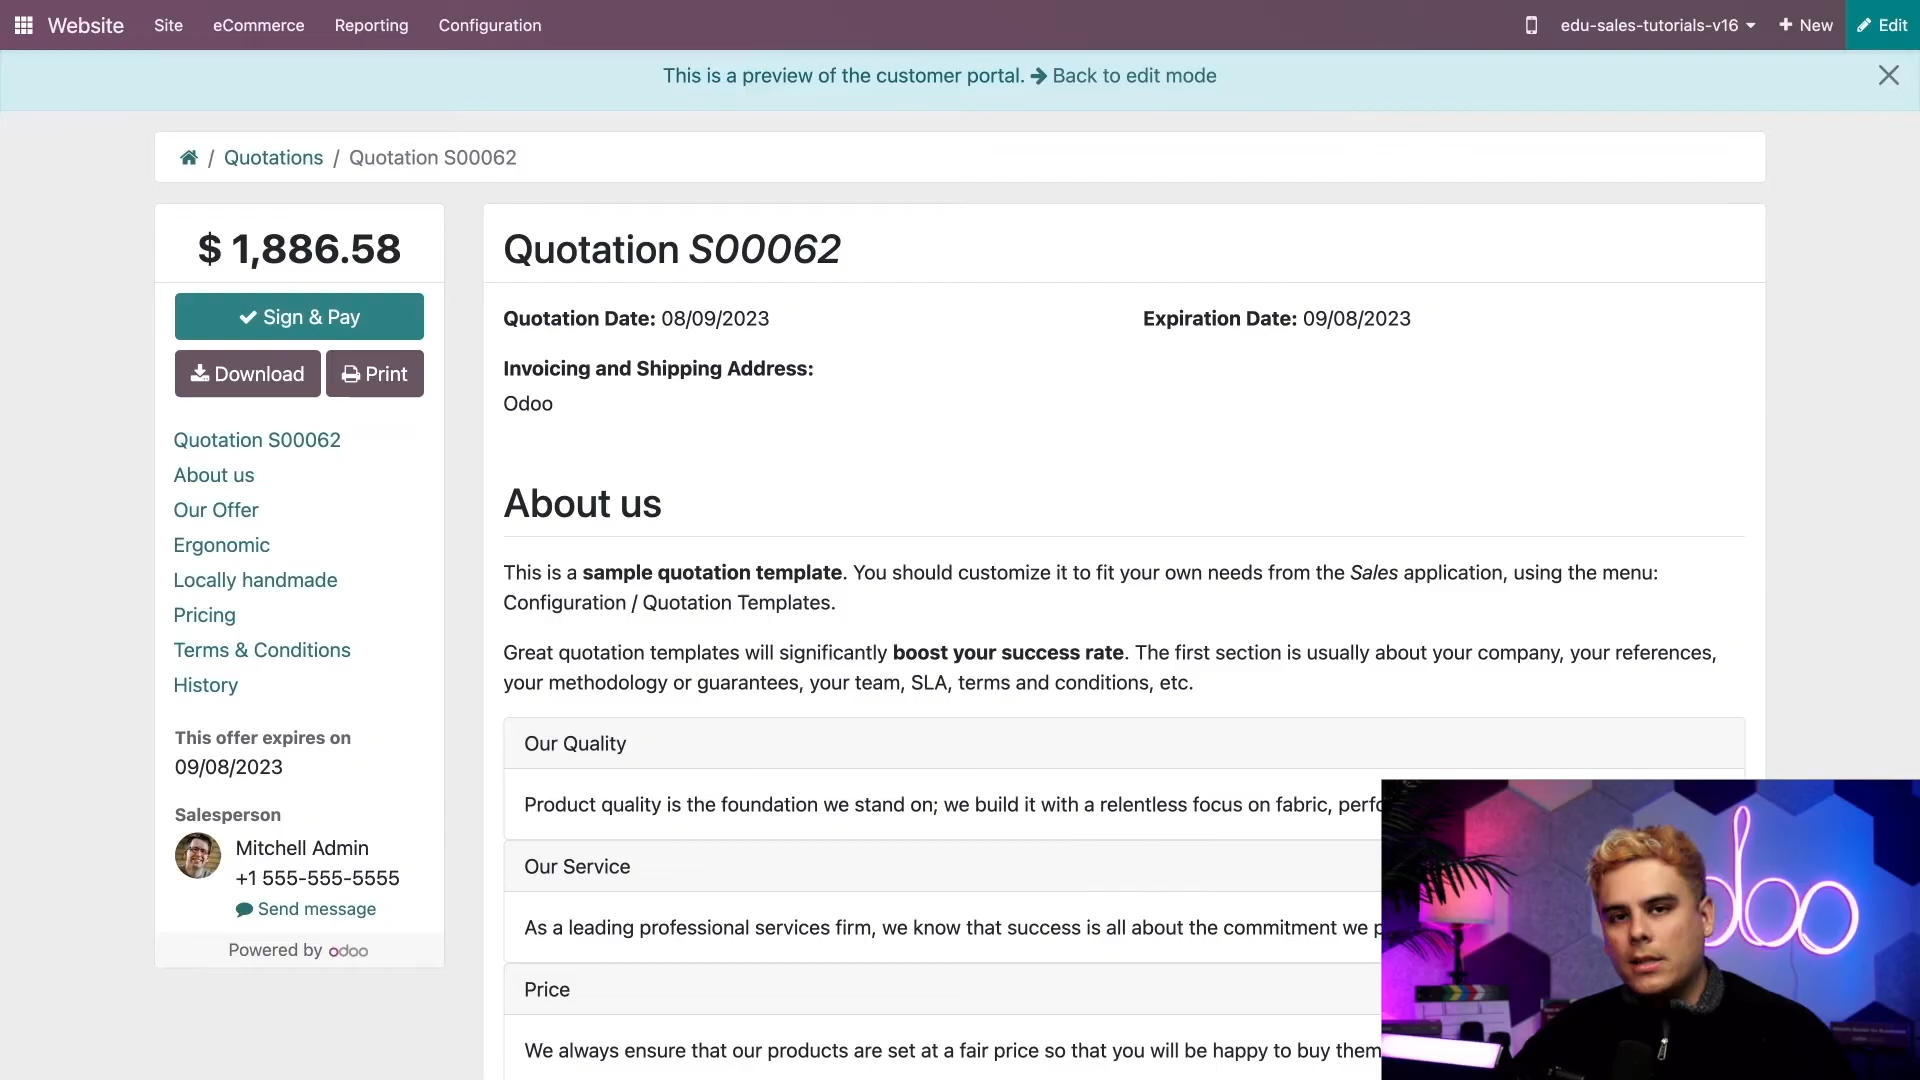 Website Site eCommerce Reporting Configuration edu-sales-tutorials-v16 New Edit
This is a preview of the customer portal. Back to edit mode
/ Quotations / Quotation S00062
$ 1,886.58
Sign & Pay
Download Print
Quotation S00062
About us
Our Offer
Ergonomic
Locally handmade
Pricing
Terms & Conditions
History
This offer expires on
09/08/2023
Salesperson
Mitchell Admin
+1 555-555-5555
Send message
Powered by odoo
Quotation S00062
Quotation Date: 08/09/2023 Expiration Date: 09/08/2023
Invoicing and Shipping Address:
Odoo
About us
This is a sample quotation template. You should customize it to fit your own needs from the Sales application, using the menu:
Configuration / Quotation Templates.
Great quotation templates will significantly boost your success rate. The first section is usually about your company, your references,
your methodology or guarantees, your team, SLA, terms and conditions, etc.
Our Quality
Product quality is the foundation we stand on; we build it with a relentless focus on fabric,
Our Service
As a leading professional services firm, we know that success is all about the commitment we
Price
We always ensure that our products are set at a fair price so that you will be happy to buy them
odoo